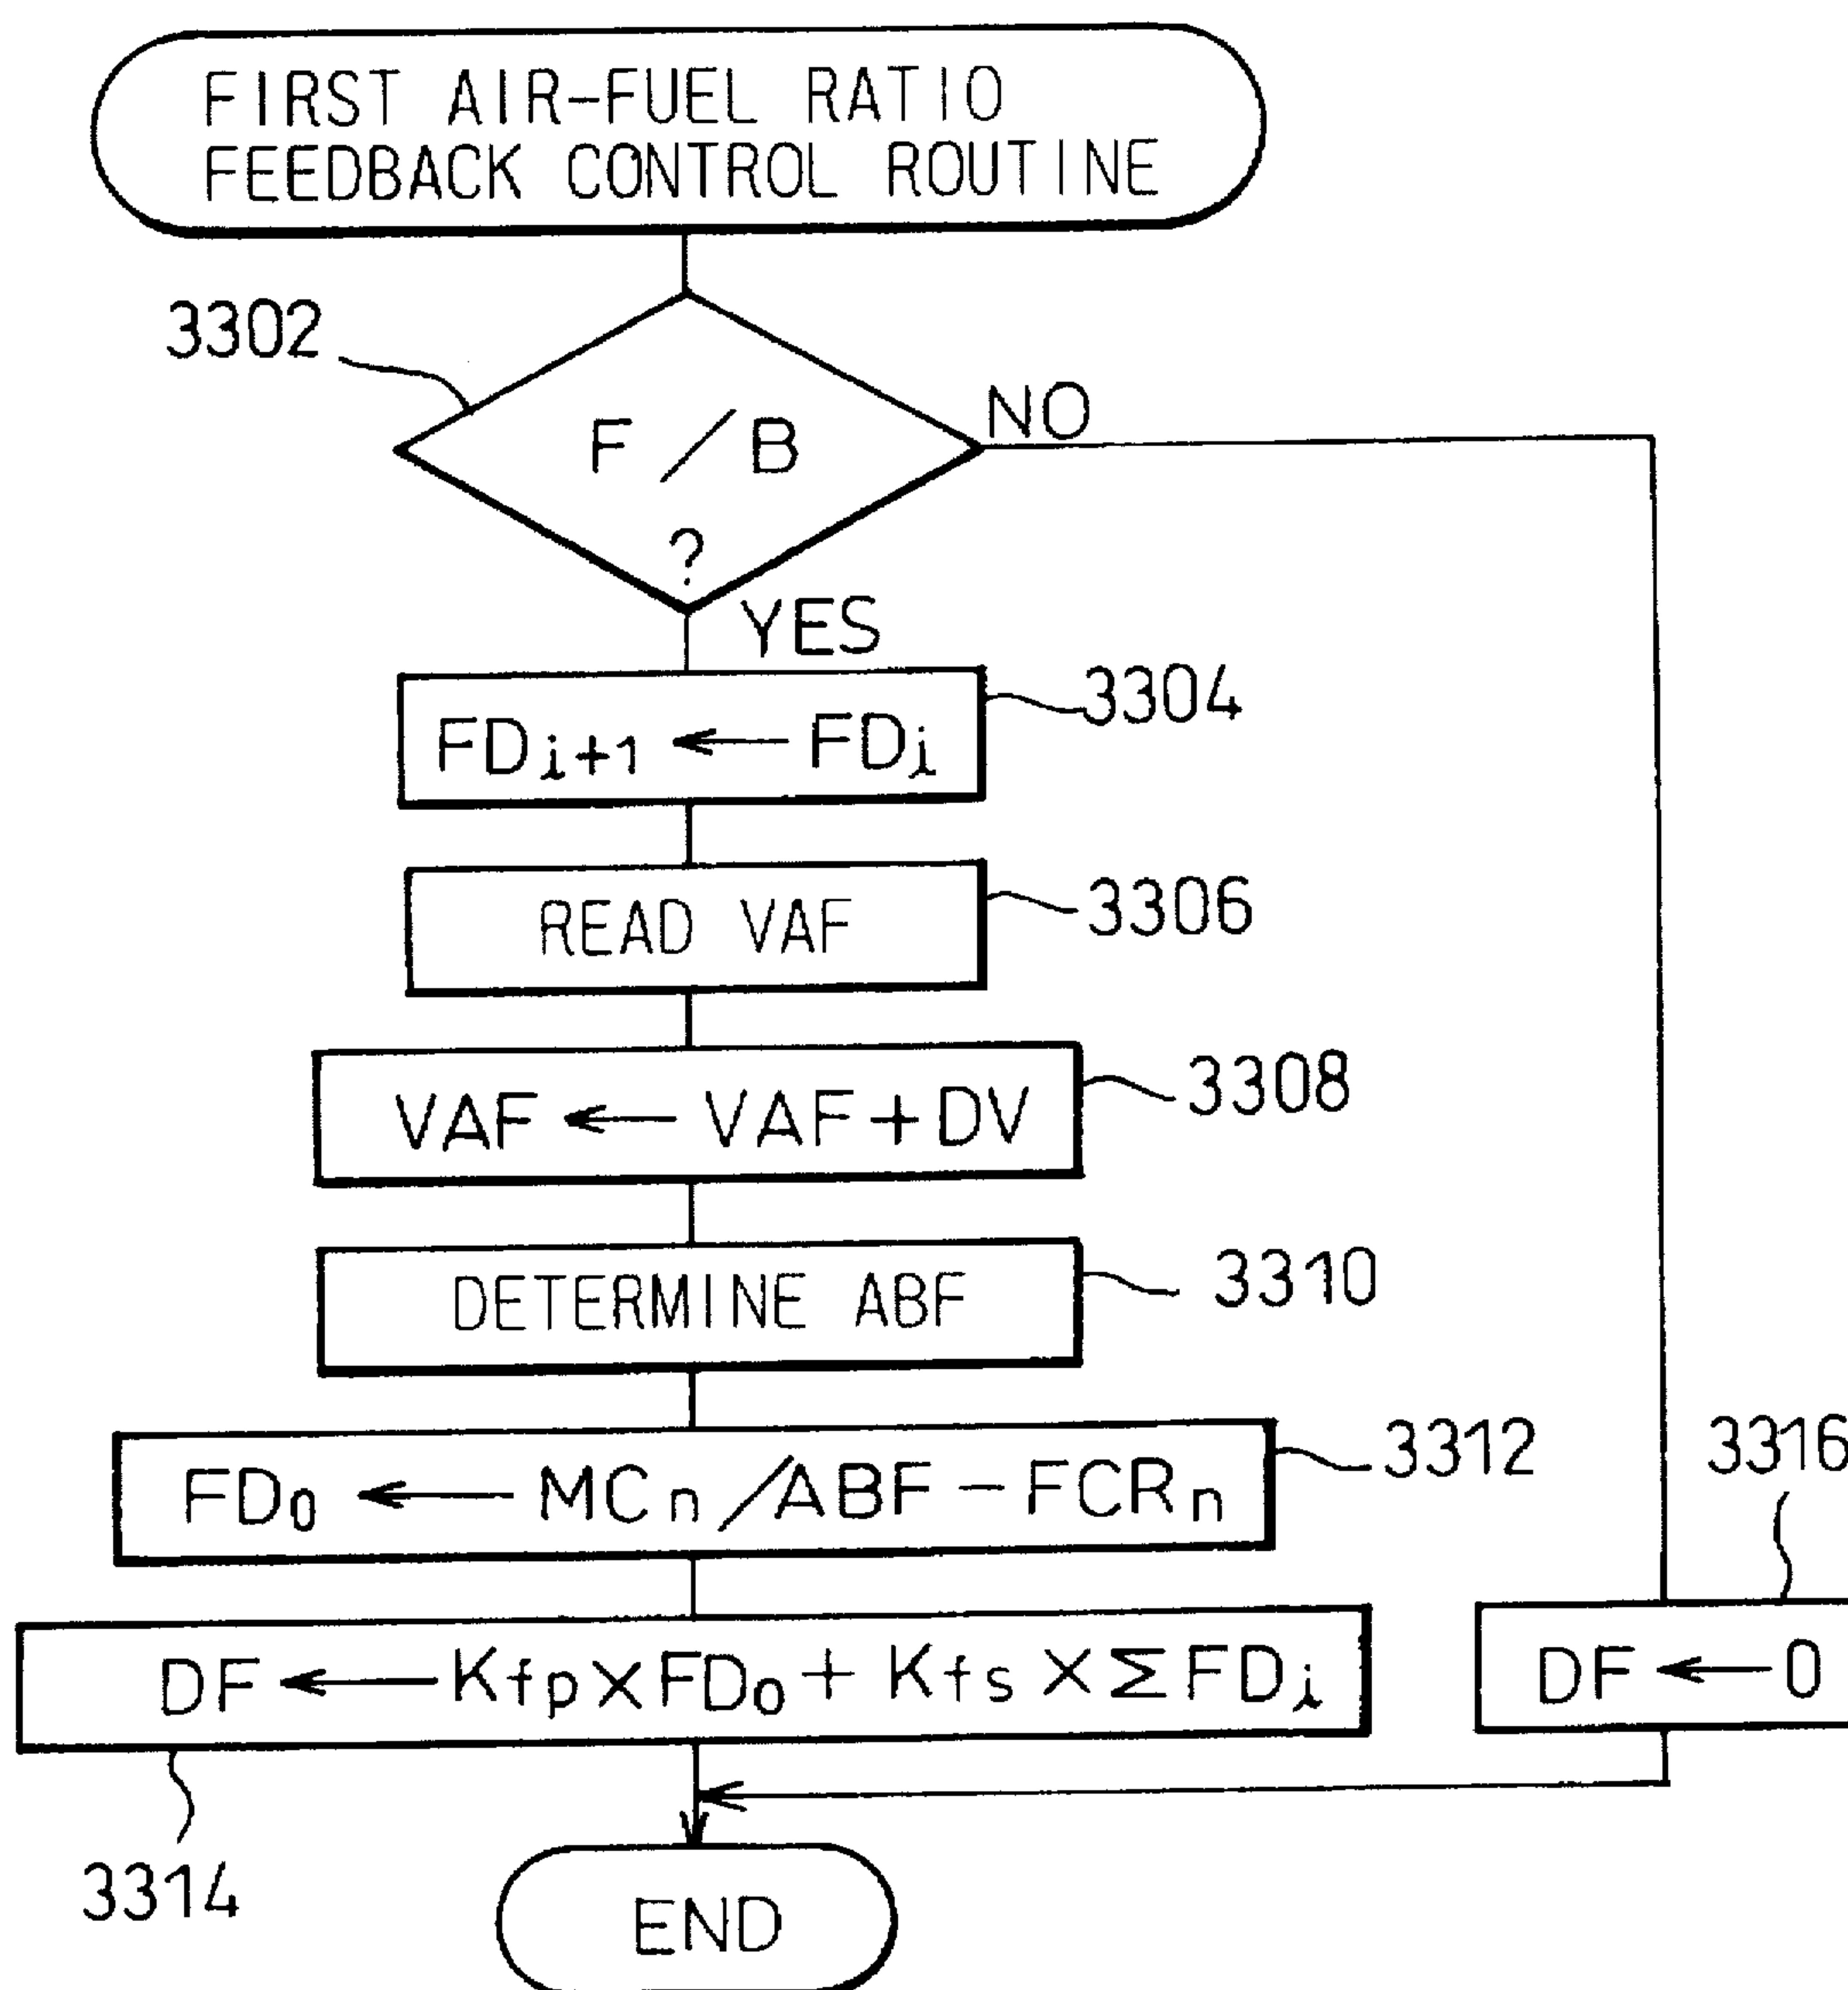 FIRST AIR-FUEL RATIO
FEEDBACK CONTROL ROUTINE
3302
F/B
?
NO
YES
FDi+1 ← FDi
3304
READ VAF
3306
VAF ← VAF+DV
3308
DETERMINE ABF
3310
FD0 ← MCn/ABF-FCRn
3312
DF ← Kfp×FD0+Kfs×ΣFDi
3314
3316
DF ← 0
END